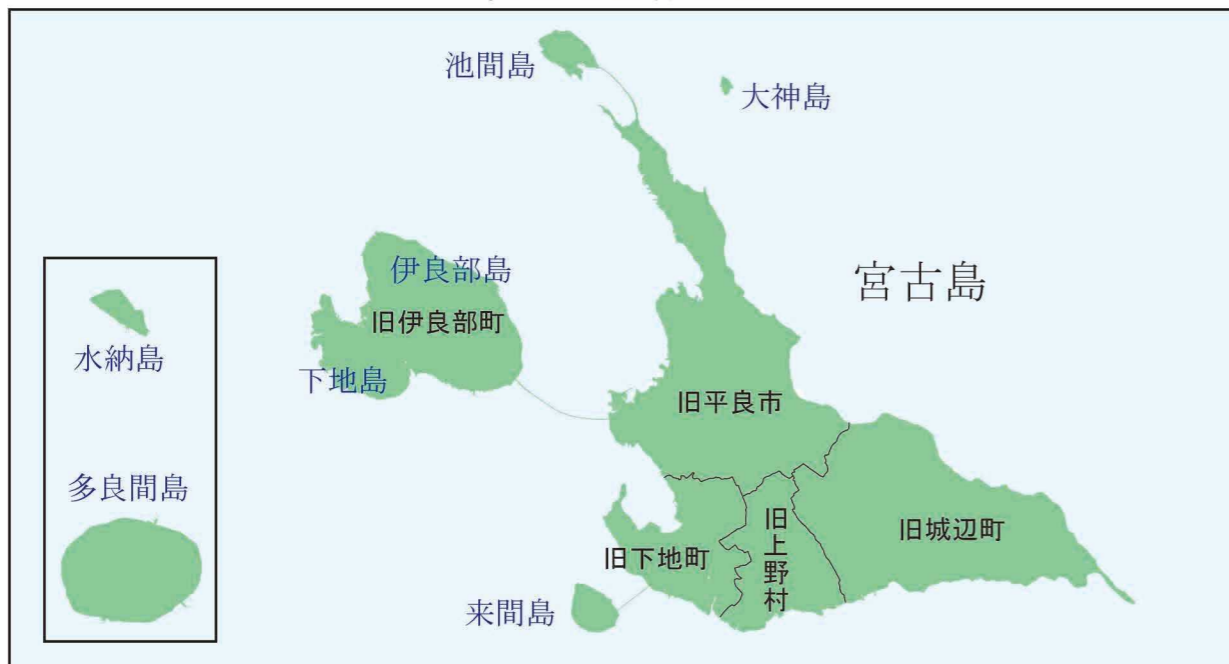 池間島
大神島
宮古島
伊良部島
旧伊良部町
下地島
水納島
多良間島
旧平良市
旧城辺町
旧上野村
旧下地町
来間島